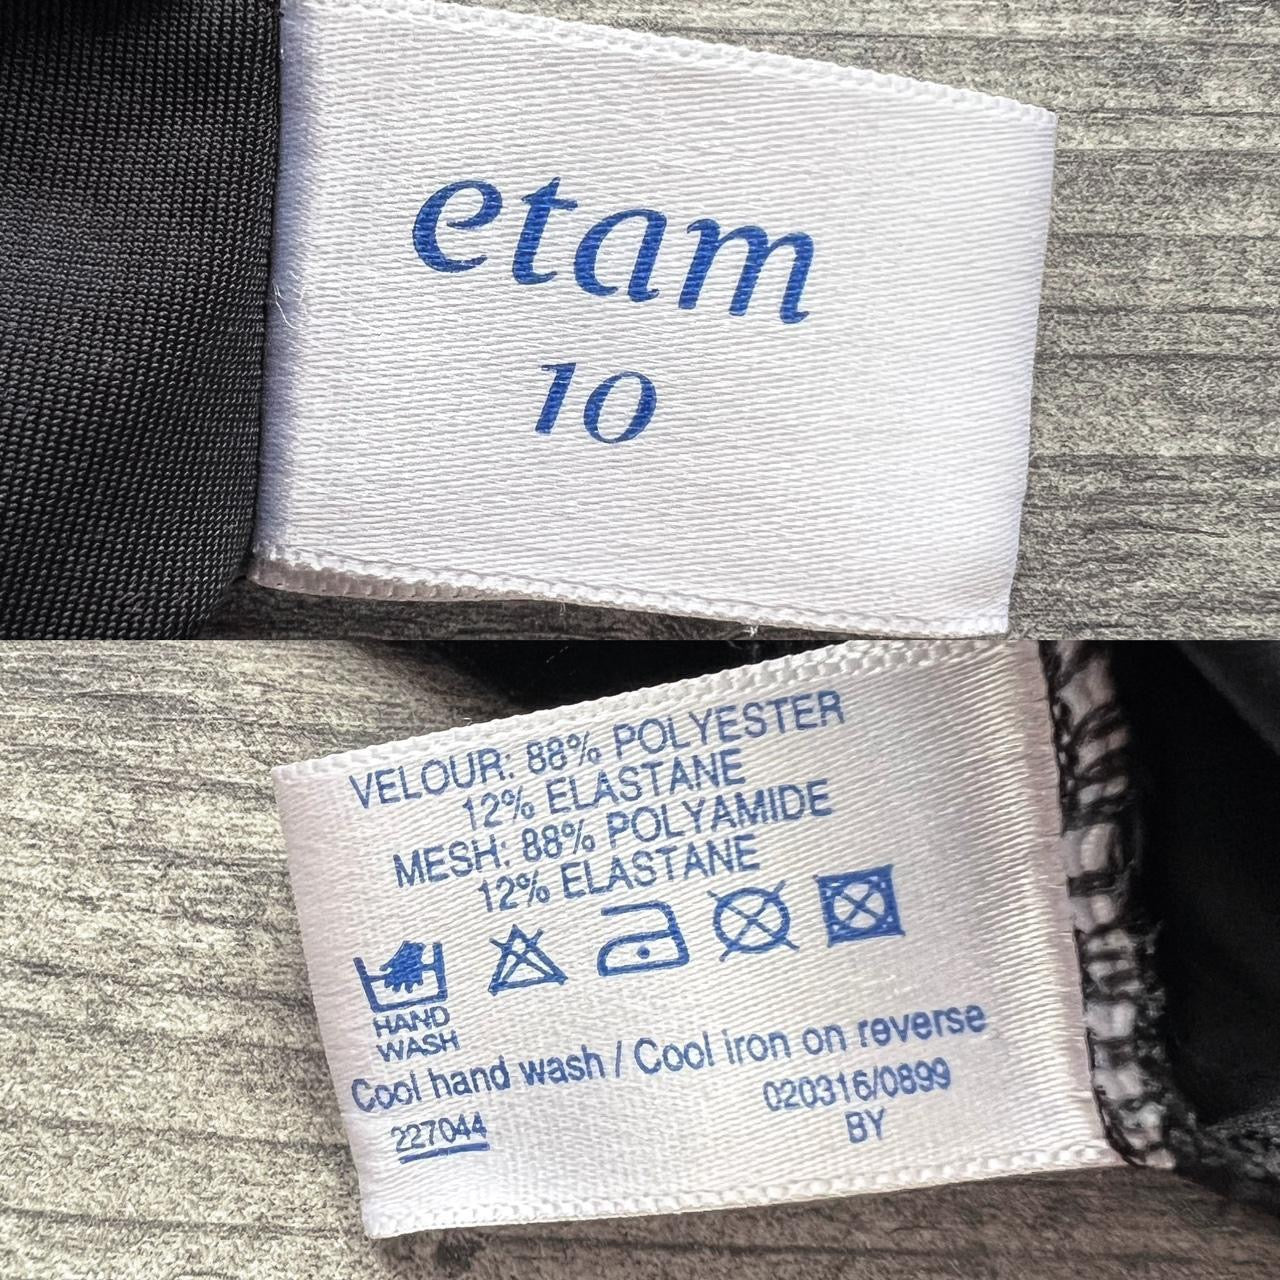 etam
10
VELOUR: 88% POLYESTER
12% ELASTANE
MESH: 88% POLYAMIDE
12% ELASTANE
HAND
WASH
Cool hand wash / Cool iron on reverse
227044
020316/0899
BY